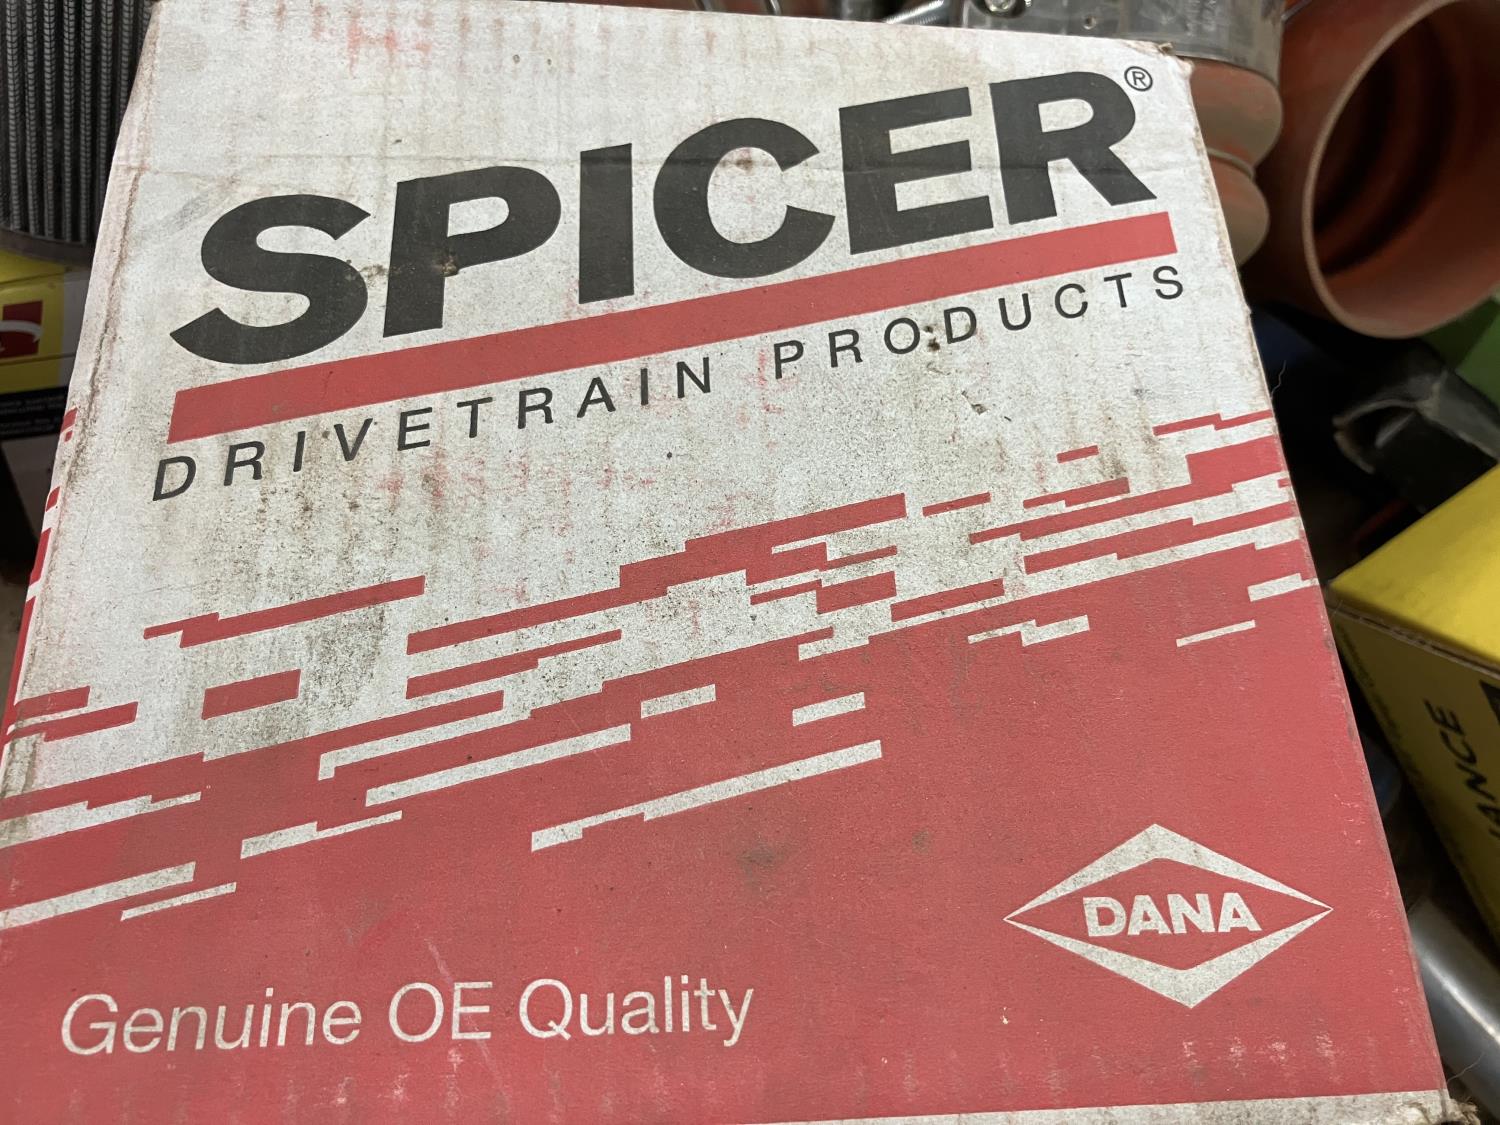 SPICER®
DRIVETRAIN PRODUCTS
DANA
Genuine OE Quality